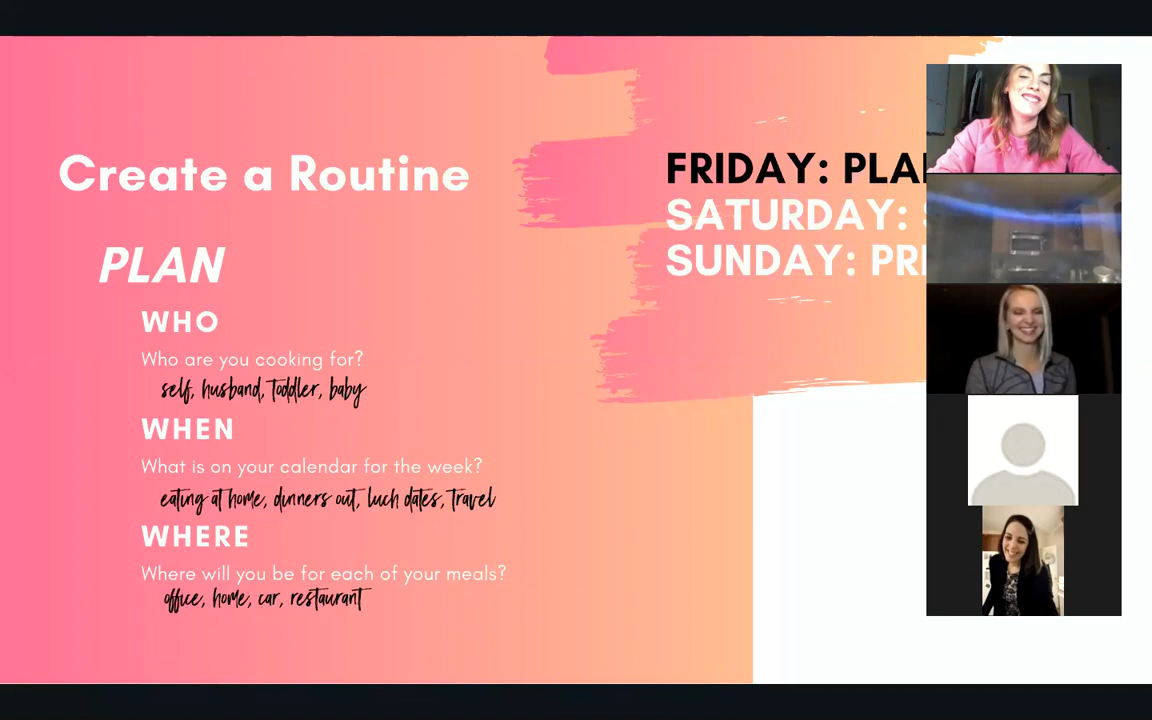 Create a Routine
PLAN
WHO
Who are you cooking for?
self, husband, toddler, baby
WHEN
What is on your calendar for the week?
eating at home, dinners out, luch dates, travel
WHERE
Where will you be for each of your meals?
office, home, car, restaurant
FRIDAY:
SATURDAY:
SUNDAY: